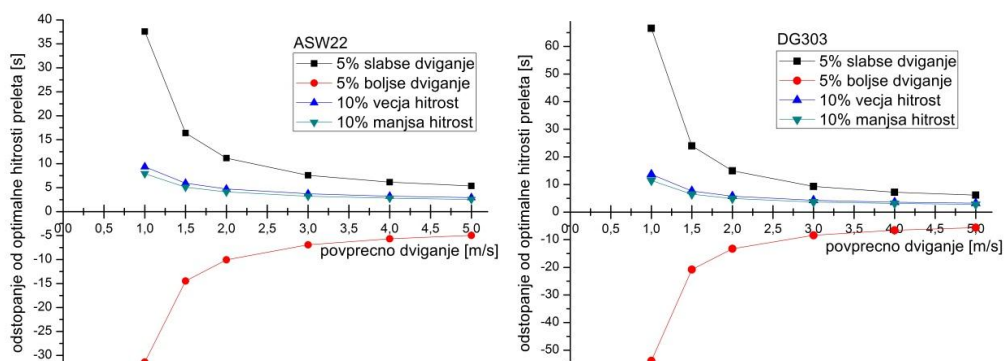 40
35
30
25
20
15
10
5
0
-5
-10
-15
-20
-25
-30
odstopanje od optimalne hitrosti preleta [s]
ASW22
5% slabse dviganje
5% boljse dviganje
10% vecja hitrost
10% manjsa hitrost
0,0 0,5 1,0 1,5 2,0 2,5 3,0 3,5 4,0 4,5 5,0
povprecno dviganje [m/s]
60
50
40
30
20
10
0
-10
-20
-30
-40
-50
odstopanje od optimalne hitrosti preleta [s]
DG303
5% slabse dviganje
5% boljse dviganje
10% vecja hitrost
10% manjsa hitrost
0,0 0,5 1,0 1,5 2,0 2,5 3,0 3,5 4,0 4,5 5,0
povprecno dviganje [m/s]